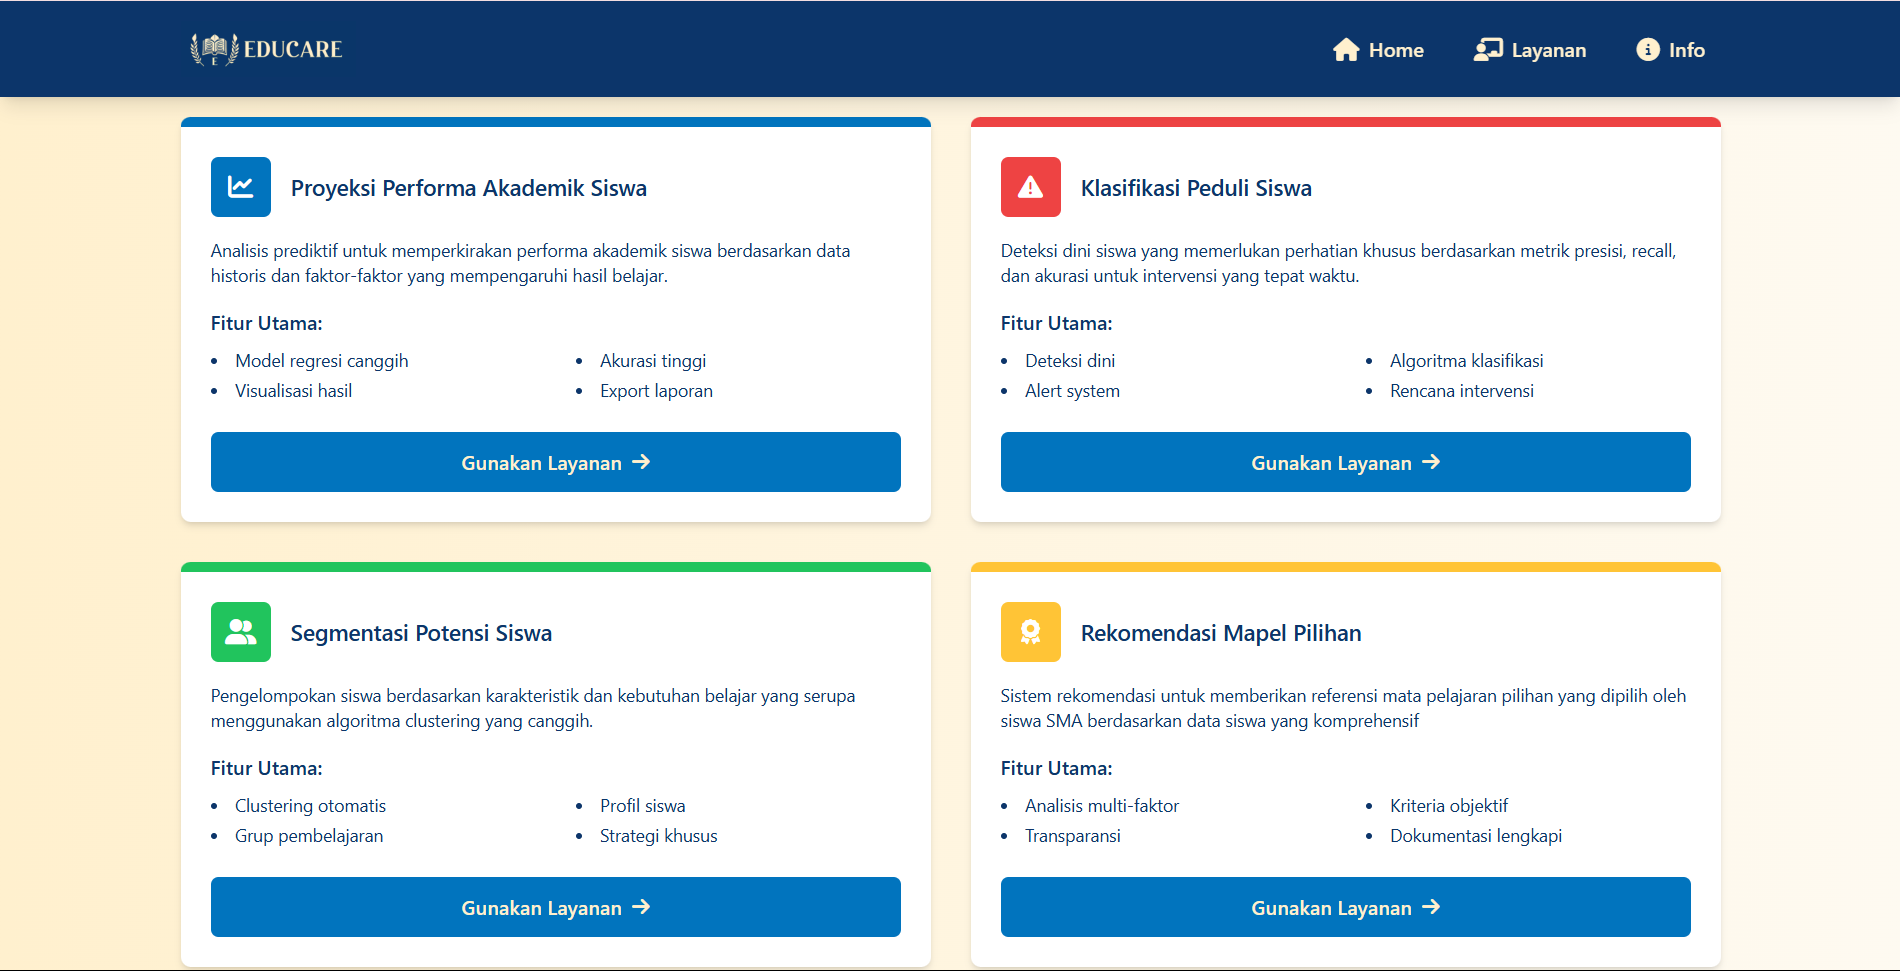 E
EDUCARE
Home
Layanan
Info
Proyeksi Performa Akademik Siswa
Analisis prediktif untuk memperkirakan performa akademik siswa berdasarkan data
historis dan faktor-faktor yang mempengaruhi hasil belajar.
Fitur Utama:
• Model regresi canggih
• Akurasi tinggi
• Visualisasi hasil
• Export laporan
Gunakan Layanan →
Klasifikasi Peduli Siswa
Deteksi dini siswa yang memerlukan perhatian khusus berdasarkan metrik presisi, recall,
dan akurasi untuk intervensi yang tepat waktu.
Fitur Utama:
• Deteksi dini
• Algoritma klasifikasi
• Alert system
• Rencana intervensi
Gunakan Layanan →
Segmentasi Potensi Siswa
Pengelompokan siswa berdasarkan karakteristik dan kebutuhan belajar yang serupa
menggunakan algoritma clustering yang canggih.
Fitur Utama:
• Clustering otomatis
• Profil siswa
• Grup pembelajaran
• Strategi khusus
Gunakan Layanan →
Rekomendasi Mapel Pilihan
Sistem rekomendasi untuk memberikan referensi mata pelajaran pilihan yang dipilih oleh
siswa SMA berdasarkan data siswa yang komprehensif
Fitur Utama:
• Analisis multi-faktor
• Kriteria objektif
• Transparansi
• Dokumentasi lengkapi
Gunakan Layanan →